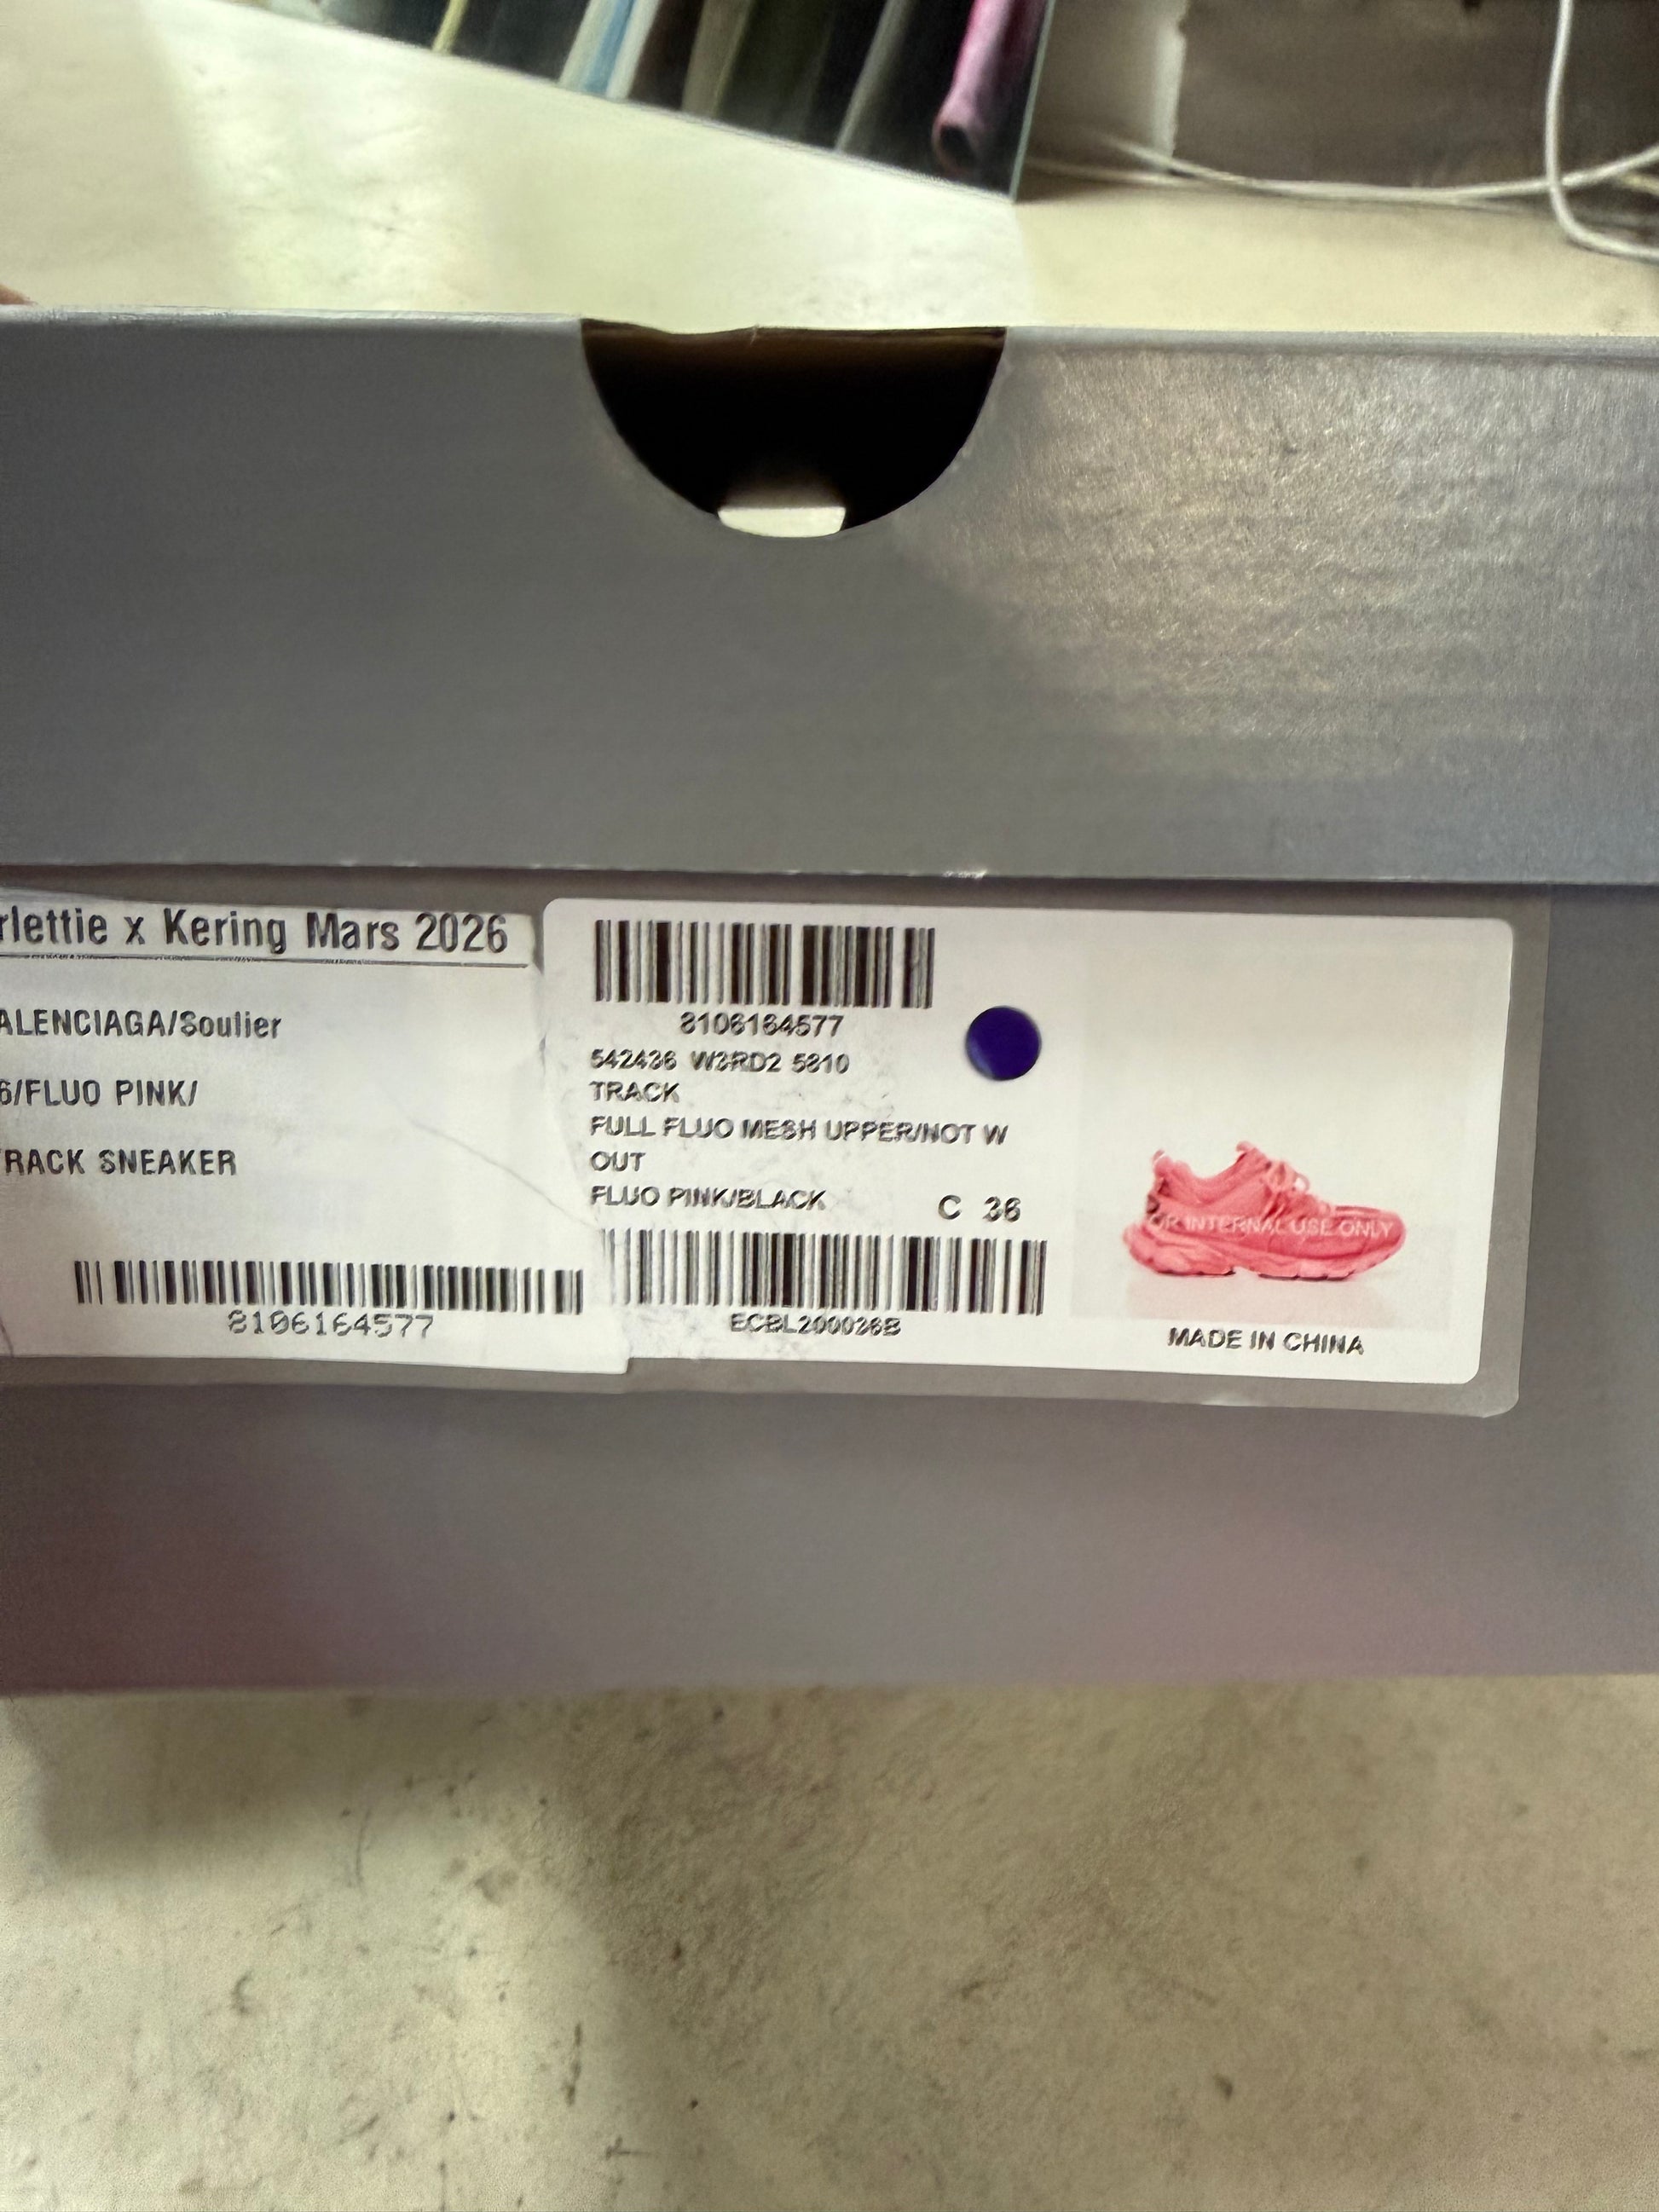 rlettie x Kering Mars 2026
ALENCIAGA/Soulier
6/FLUO PINK/
RACK SNEAKER
8106164577
8106164577
542436 W3RD2 5810
TRACK
FULL FLUO MESH UPPER/NOT W
OUT
FLUO PINK/BLACK C 36
ECBL200026B
OR INTERNAL USE ONLY
MADE IN CHINA